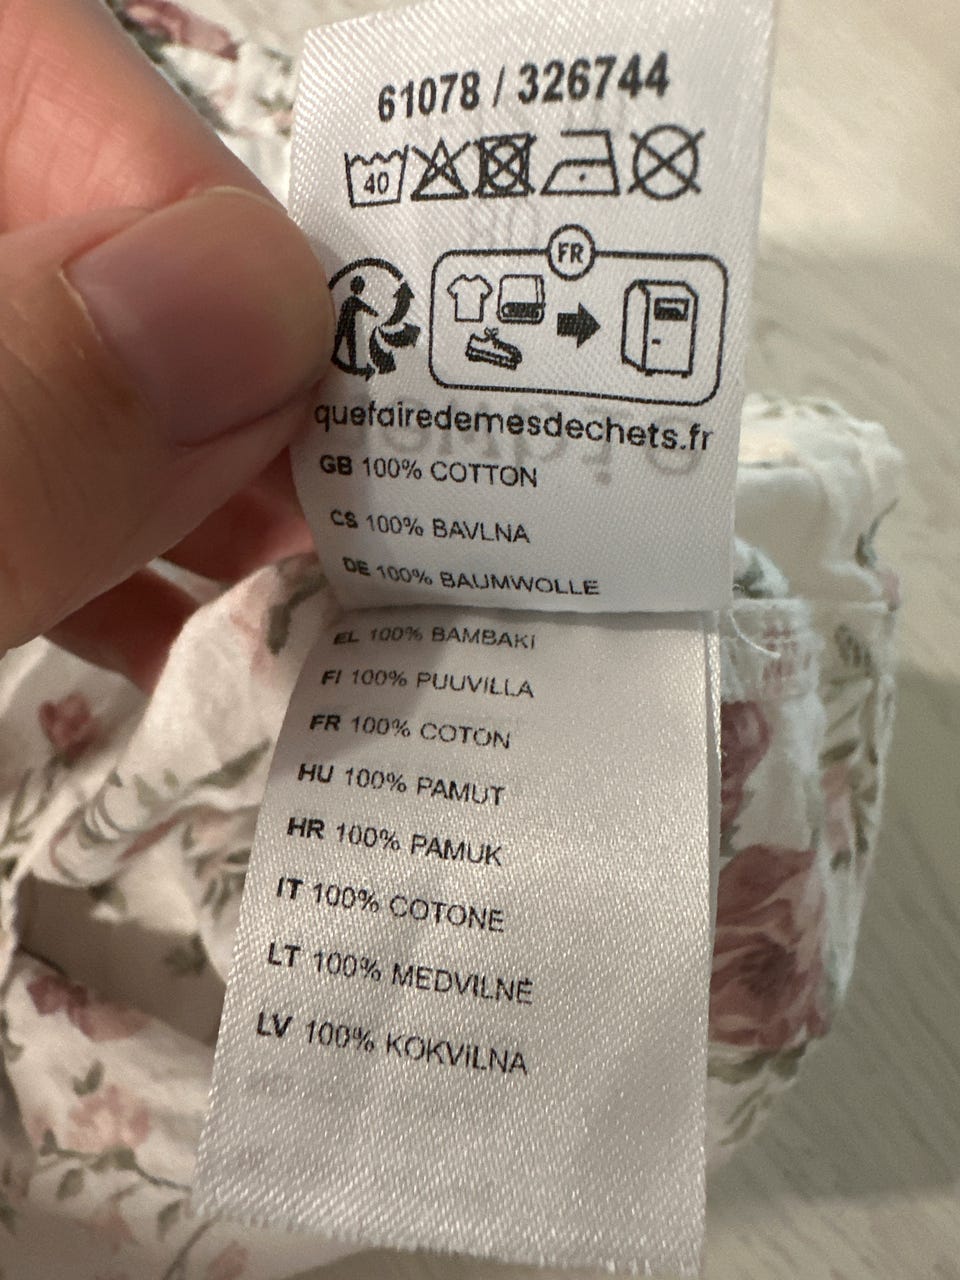 61078 / 326744
40
FR
quefairedemesdechets.fr
GB 100% COTTON
CS 100% BAVLNA
DE 100% BAUMWOLLE
EL 100% BAMBAKI
FI 100% PUUVILLA
FR 100% COTON
HU 100% PAMUT
HR 100% PAMUK
IT 100% COTONE
LT 100% MEDVILNĖ
LV 100% KOKVILNA